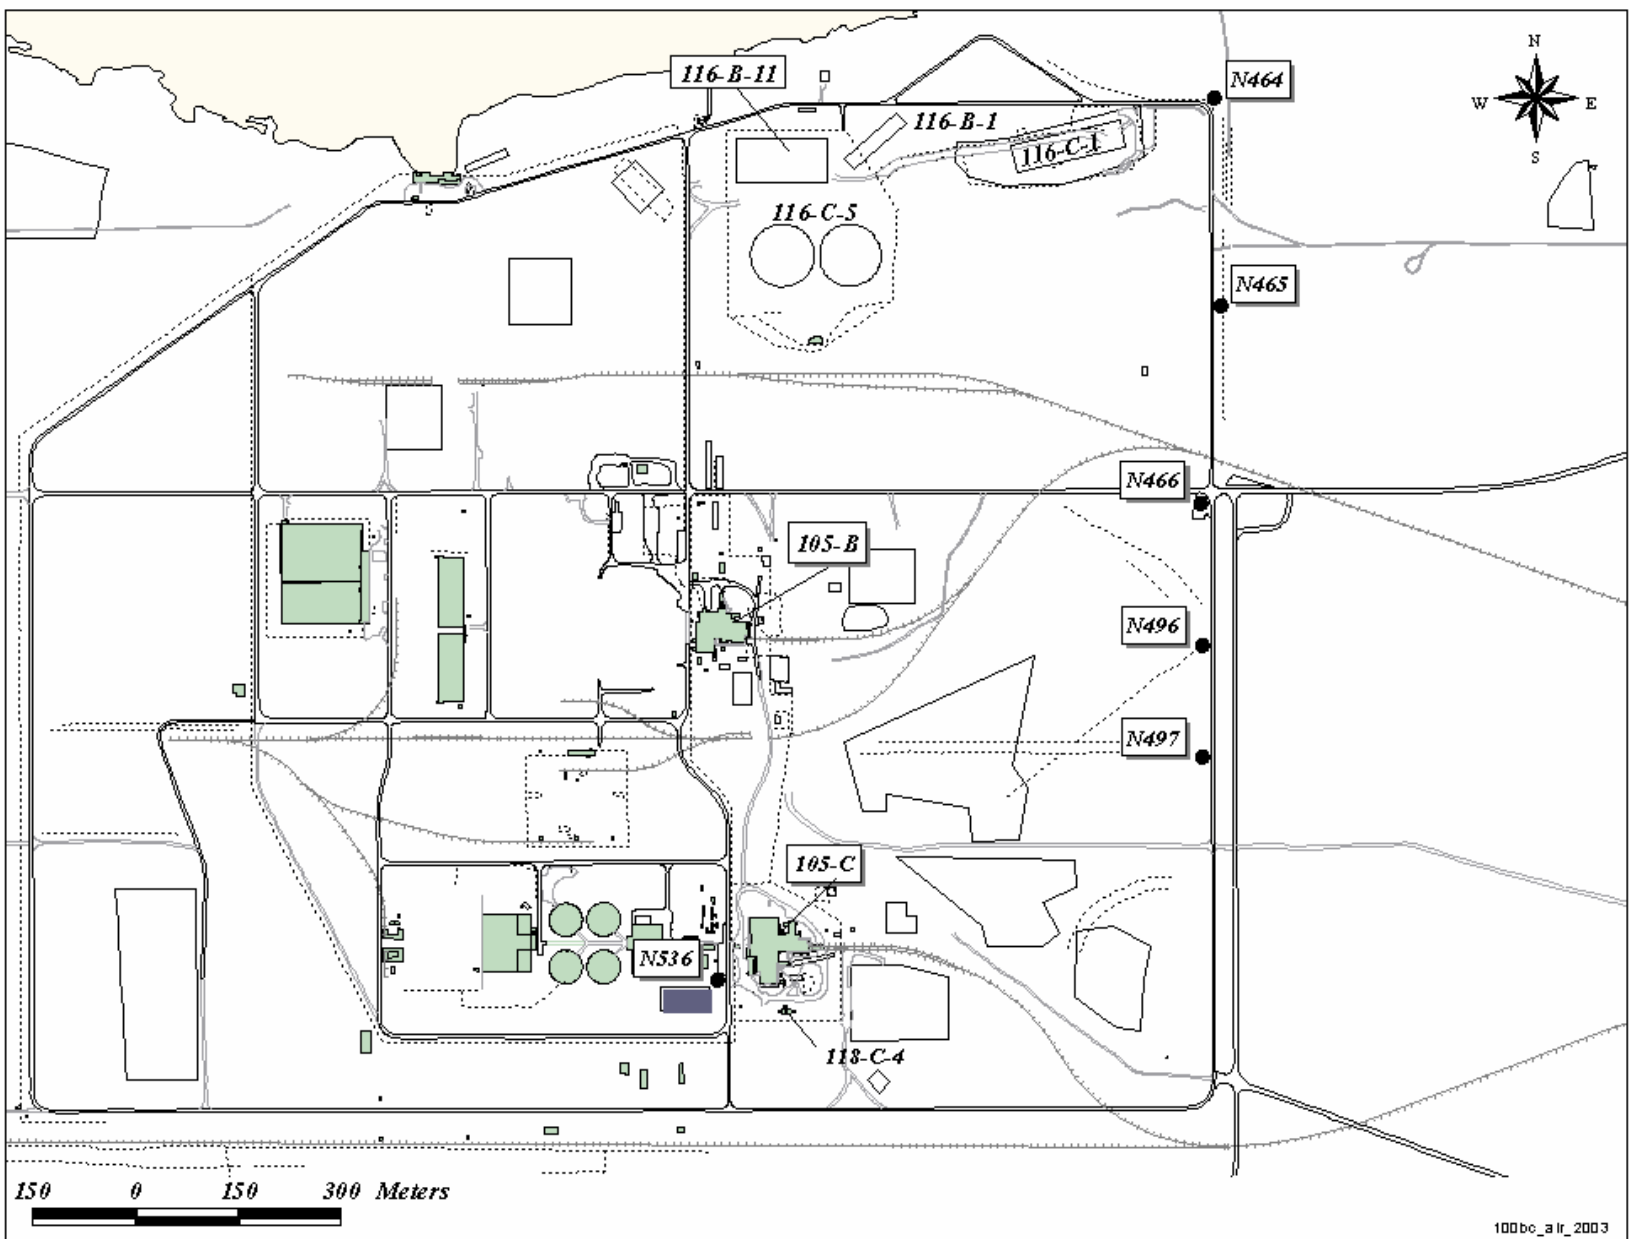 116-B-11
N464
N
W E
S
116-B-1
116-C-1
116-C-5
N465
N466
105-B
N496
N497
105-C
N536
118-C-4
150 0 150 300 Meters
100bc_air_2003